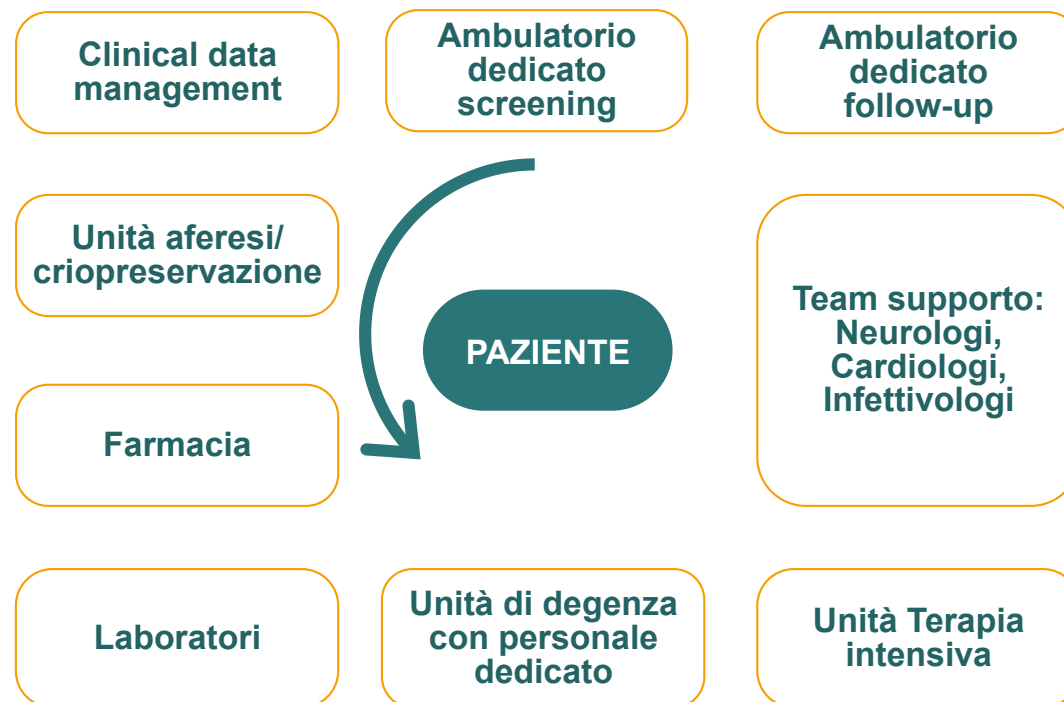 Clinical data
management
Ambulatorio
dedicato
screening
Ambulatorio
dedicato
follow-up
Unità aferesi/
criopreservazione
PAZIENTE
Team supporto:
Neurologi,
Cardiologi,
Infettivologi
Farmacia
Laboratori
Unità di degenza
con personale
dedicato
Unità Terapia
intensiva